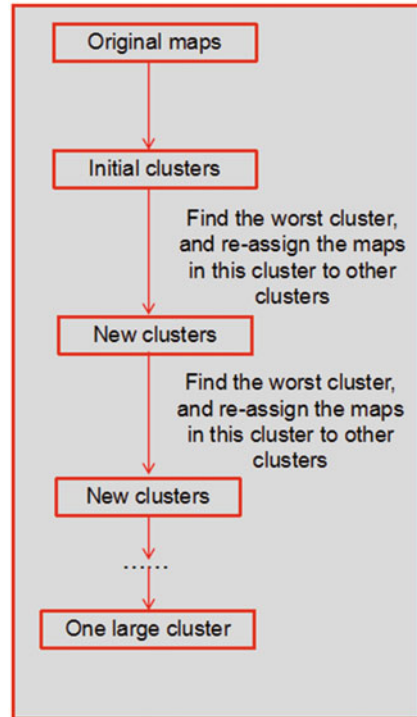 Original maps
Initial clusters
Find the worst cluster,
and re-assign the maps
in this cluster to other
clusters
New clusters
Find the worst cluster,
and re-assign the maps
in this cluster to other
clusters
New clusters
......
One large cluster